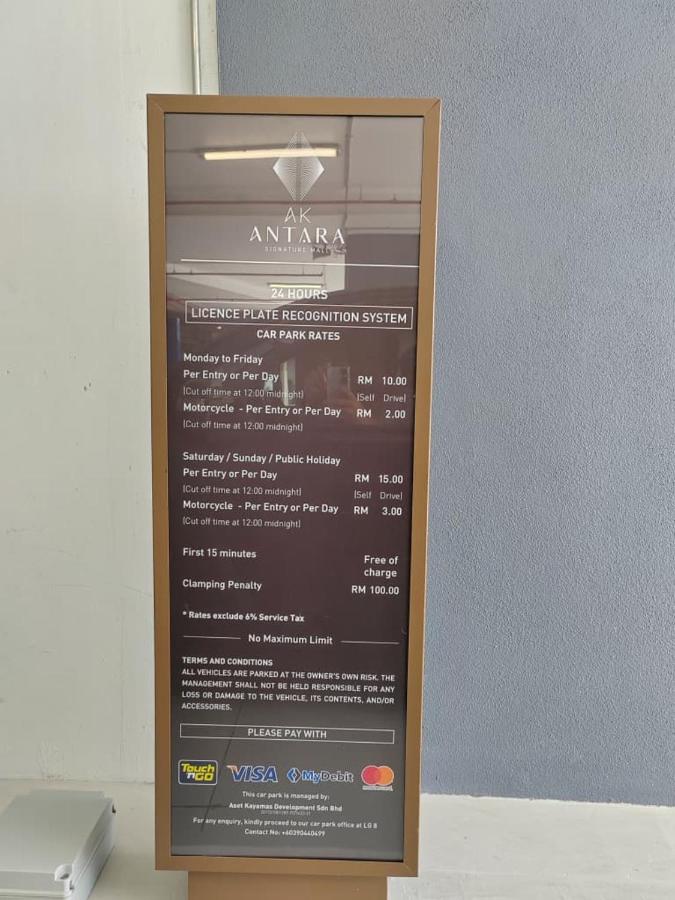 AK
ANTARA
SIGNATURE MALL
24 HOURS
LICENCE PLATE RECOGNITION SYSTEM
CAR PARK RATES
Monday to Friday
Per Entry or Per Day RM 10.00
(Cut off time at 12:00 midnight) (Self Drive)
Motorcycle - Per Entry or Per Day RM 2.00
(Cut off time at 12:00 midnight)
Saturday / Sunday / Public Holiday
Per Entry or Per Day RM 15.00
(Cut off time at 12:00 midnight) (Self Drive)
Motorcycle - Per Entry or Per Day RM 3.00
(Cut off time at 12:00 midnight)
First 15 minutes Free of
charge
Clamping Penalty RM 100.00
* Rates exclude 6% Service Tax
No Maximum Limit
TERMS AND CONDITIONS
ALL VEHICLES ARE PARKED AT THE OWNER'S OWN RISK. THE
MANAGEMENT SHALL NOT BE HELD RESPONSIBLE FOR ANY
LOSS OR DAMAGE TO THE VEHICLE, ITS CONTENTS, AND/OR
ACCESSORIES.
PLEASE PAY WITH
Touch 'n GO VISA MyDebit mastercard
This car park is managed by:
Aset Kayamas Development Sdn Bhd
For any enquiry, kindly proceed to our car park office at LG 8
Contact No: +60390440499